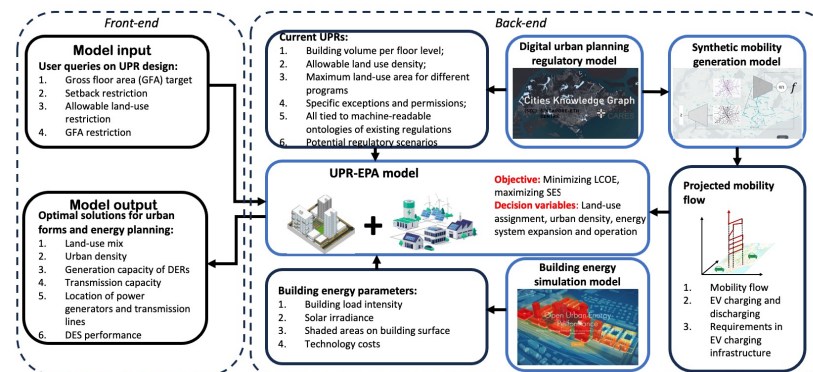 Front-end
Back-end
Model input
User queries on UPR design:
1. Gross floor area (GFA) target
2. Setback restriction
3. Allowable land-use
restriction
4. GFA restriction
Model output
Optimal solutions for urban
forms and energy planning:
1. Land-use mix
2. Urban density
3. Generation capacity of DERs
4. Transmission capacity
5. Location of power
generators and transmission
lines
6. DES performance
Current UPRs:
1. Building volume per floor level;
2. Allowable land use density;
3. Maximum land-use area for different
programs
4. Specific exceptions and permissions;
5. All tied to machine-readable
ontologies of existing regulations
6. Potential regulatory scenarios
Digital urban planning
regulatory model
Cities Knowledge Graph
CARES
Synthetic mobility
generation model
f
UPR-EPA model
+
Objective: Minimizing LCOE,
maximizing SES
Decision variables: Land-use
assignment, urban density, energy
system expansion and operation
Projected mobility
flow
1. Mobility flow
2. EV charging and
discharging
3. Requirements in
EV charging
infrastructure
Building energy parameters:
1. Building load intensity
2. Solar irradiance
3. Shaded areas on building surface
4. Technology costs
Building energy
simulation model
Open Urban Energy
Performance